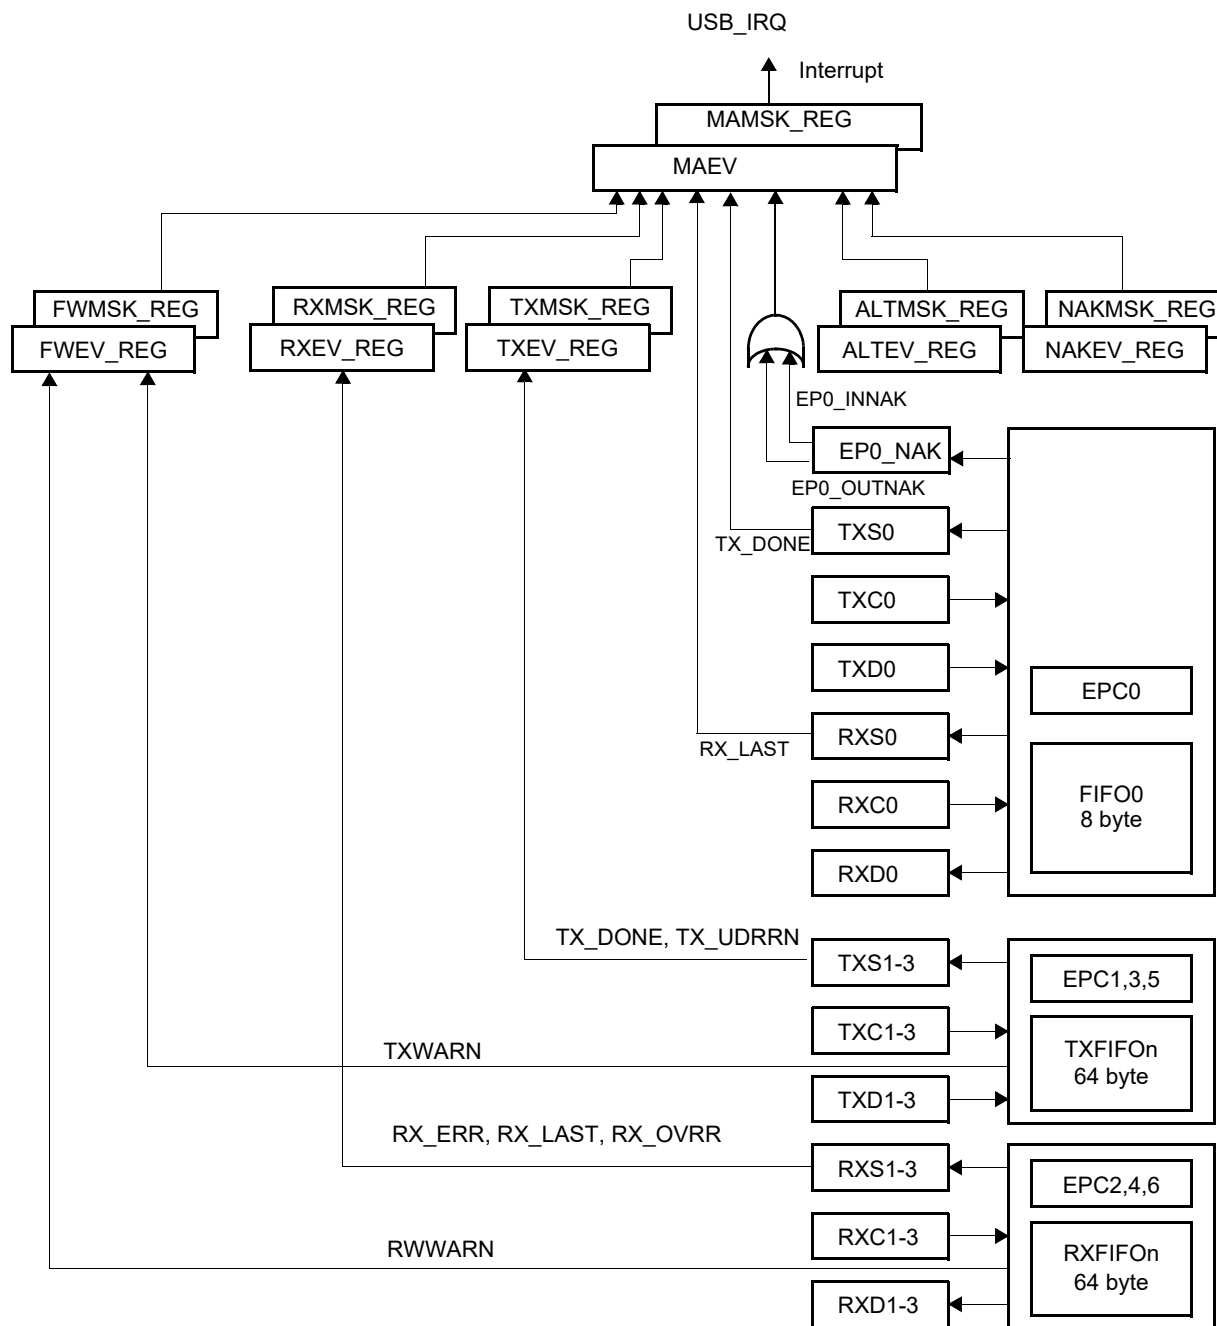 USB_IRQ
Interrupt
MAMSK_REG
MAEV
FWMSK_REG
RXMSK_REG
TXMSK_REG
ALTMSK_REG
NAKMSK_REG
FWEV_REG
RXEV_REG
TXEV_REG
ALTEV_REG
NAKEV_REG
EP0_INNAK
EP0_NAK
EP0_OUTNAK
TXS0
TX_DONE
TXC0
TXD0
EPC0
RXS0
RX_LAST
FIFO0
8 byte
RXC0
RXD0
TX_DONE, TX_UDRRN
TXS1-3
EPC1,3,5
TXC1-3
TXWARN
TXFIFOn
64 byte
TXD1-3
RX_ERR, RX_LAST, RX_OVRR
RXS1-3
EPC2,4,6
RXC1-3
RWWARN
RXFIFOn
64 byte
RXD1-3